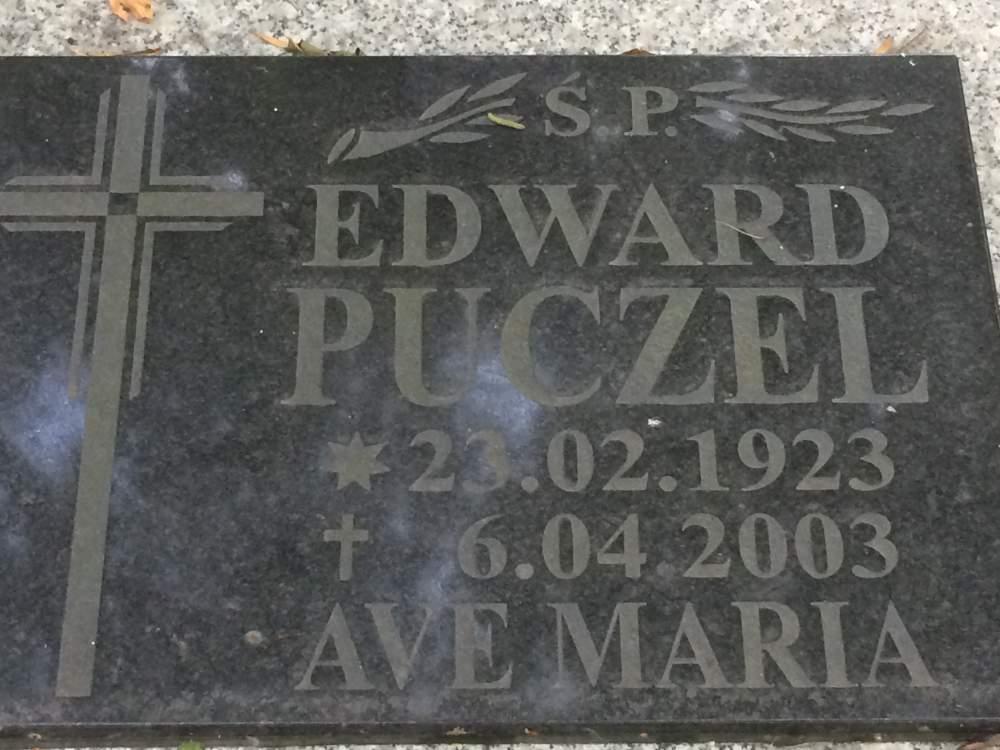 Ś. P.
EDWARD
PUCZEL
23.02.1923
6.04.2003
AVE MARIA